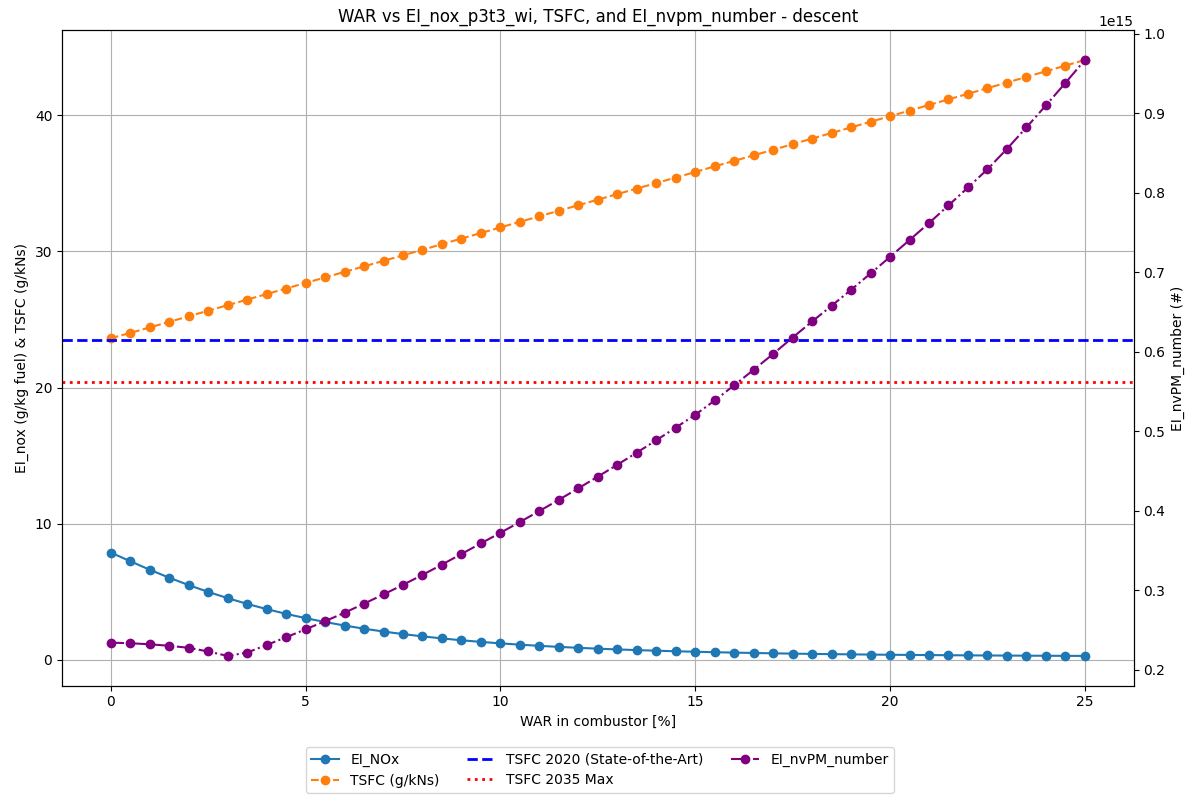 WAR vs EI_nox_p3t3_wi, TSFC, and EI_nvpm_number - descent
1e15
EI_nox (g/kg fuel) & TSFC (g/kNs)
40
30
20
10
0
1.0
0.9
0.8
0.7
0.6
0.5
0.4
0.3
0.2
EI_nvPM_number (#)
0 5 10 15 20 25
WAR in combustor [%]
EI_NOx
TSFC (g/kNs)
TSFC 2020 (State-of-the-Art)
TSFC 2035 Max
EI_nvPM_number